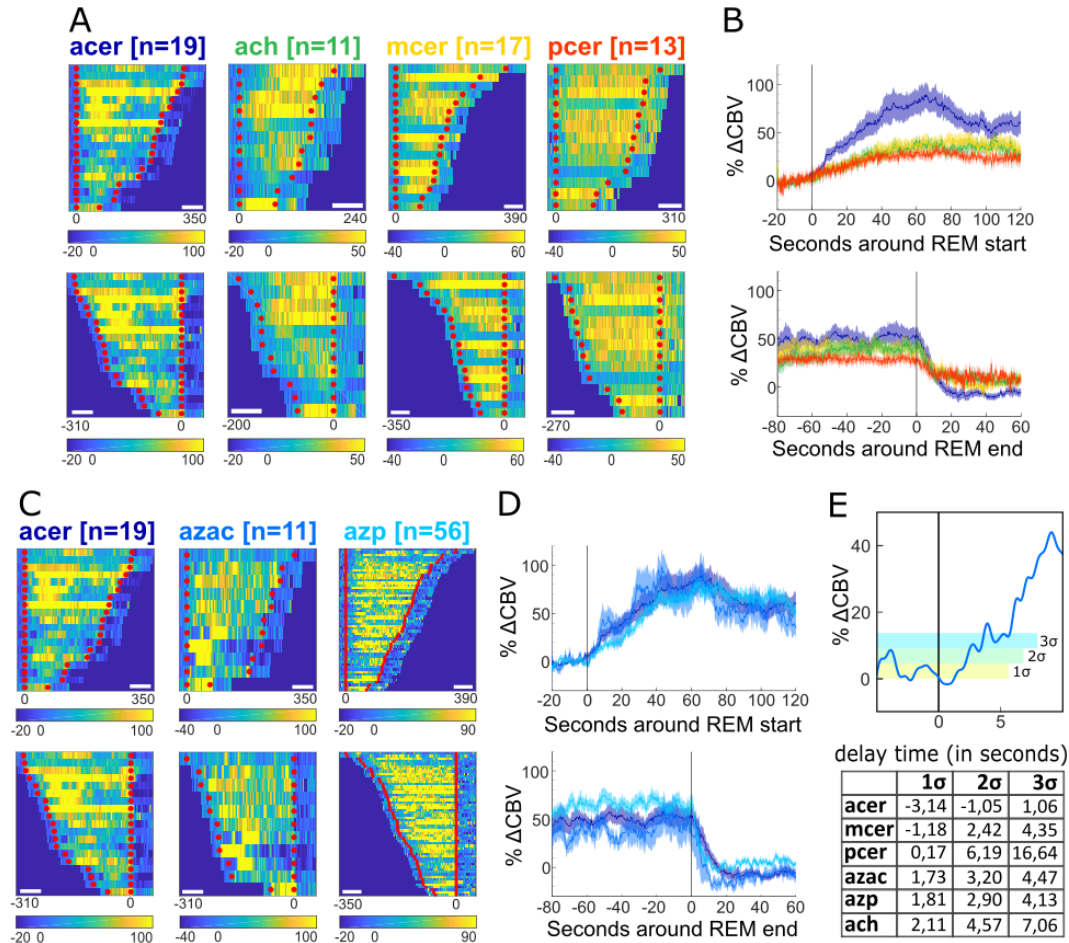 A
acer [n=19] ach [n=11] mcer [n=17] pcer [n=13]
0 350 0 240 0 390 0 310
-20 0 100 -20 0 50 -40 0 60 -40 0 50
-310 0 -200 0 -350 0 -270 0
-20 0 100 -20 0 50 -40 0 60 -40 0 50
B
% ΔCBV
100
50
0
-20 0 20 40 60 80 100 120
Seconds around REM start
% ΔCBV
100
50
0
-80 -60 -40 -20 0 20 40 60
Seconds around REM end
C
acer [n=19] azac [n=11] azp [n=56]
0 350 0 350 0 390
-20 0 100 -40 0 100 -20 0 90
-310 0 -310 0 -350 0
-20 0 100 -40 0 100 -20 0 90
D
% ΔCBV
100
50
0
-20 0 20 40 60 80 100 120
Seconds around REM start
% ΔCBV
100
50
0
-80 -60 -40 -20 0 20 40 60
Seconds around REM end
E
% ΔCBV
40
20
0
3σ
2σ
1σ
0 5
delay time (in seconds)
1σ 2σ 3σ
acer -3,14 -1,05 1,06
mcer -1,18 2,42 4,35
pcer 0,17 6,19 16,64
azac 1,73 3,20 4,47
azp 1,81 2,90 4,13
ach 2,11 4,57 7,06